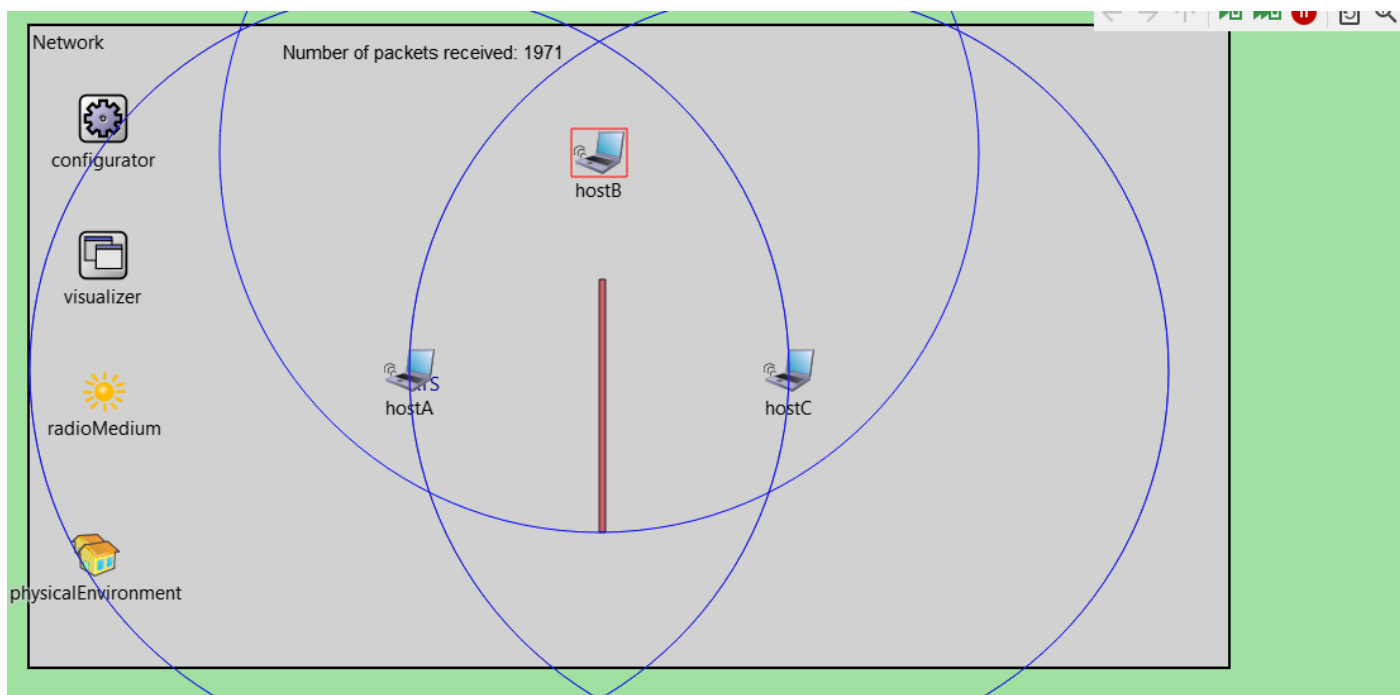 Network
Number of packets received: 1971
configurator
hostB
visualizer
hostA
hostC
radioMedium
physicalEnvironment